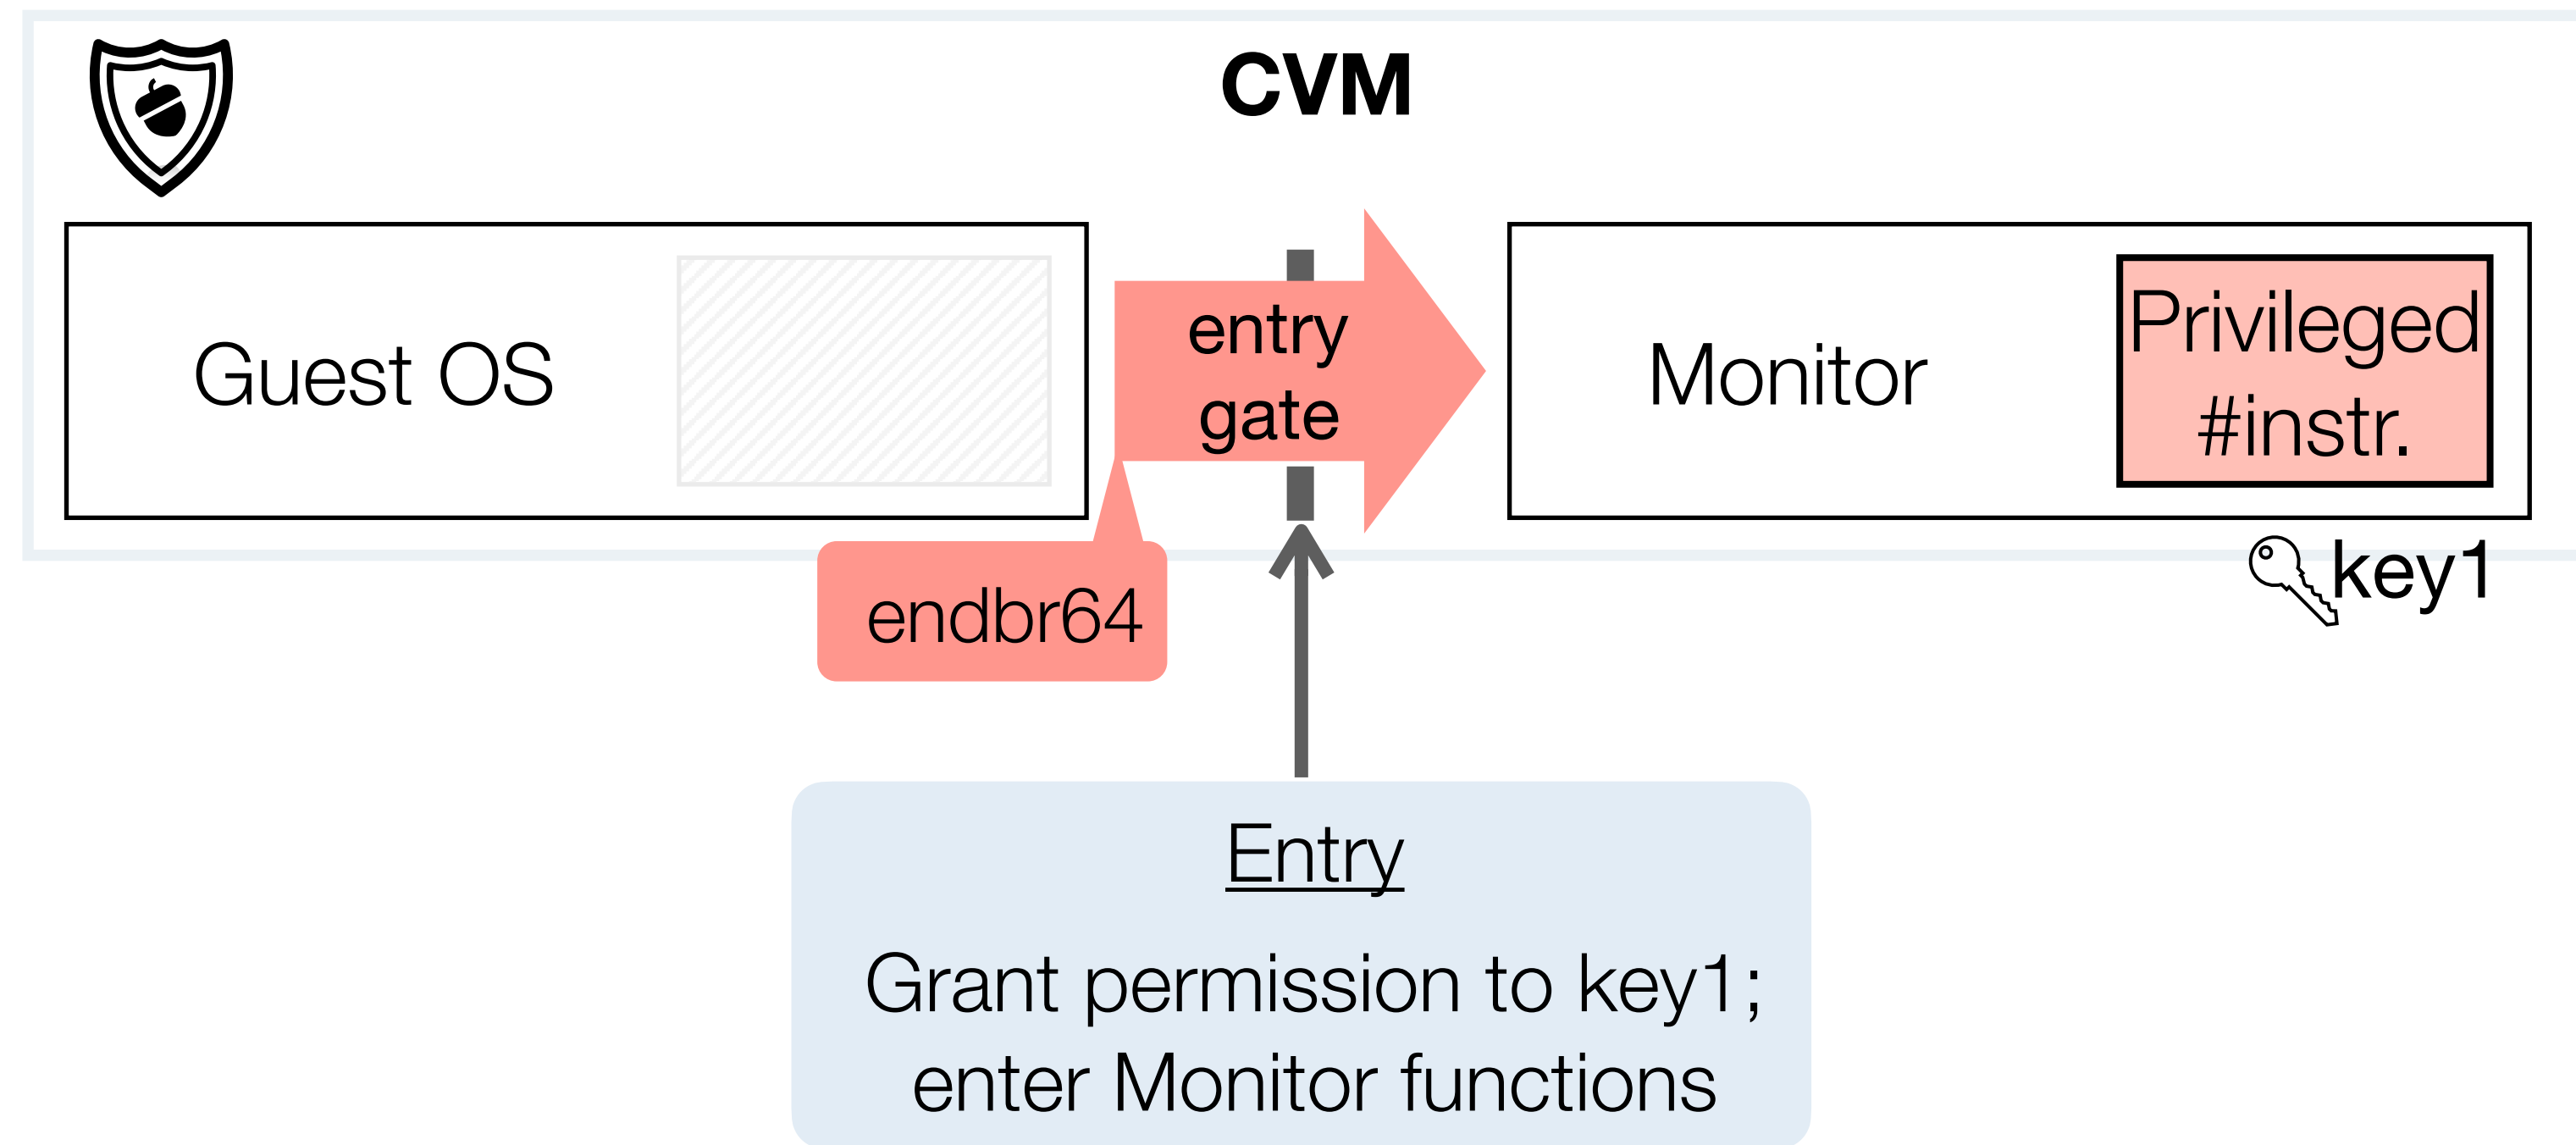 CVM
Guest OS
entry
gate
Monitor
Privileged
#instr.
key1
endbr64
Entry
Grant permission to key1;
enter Monitor functions